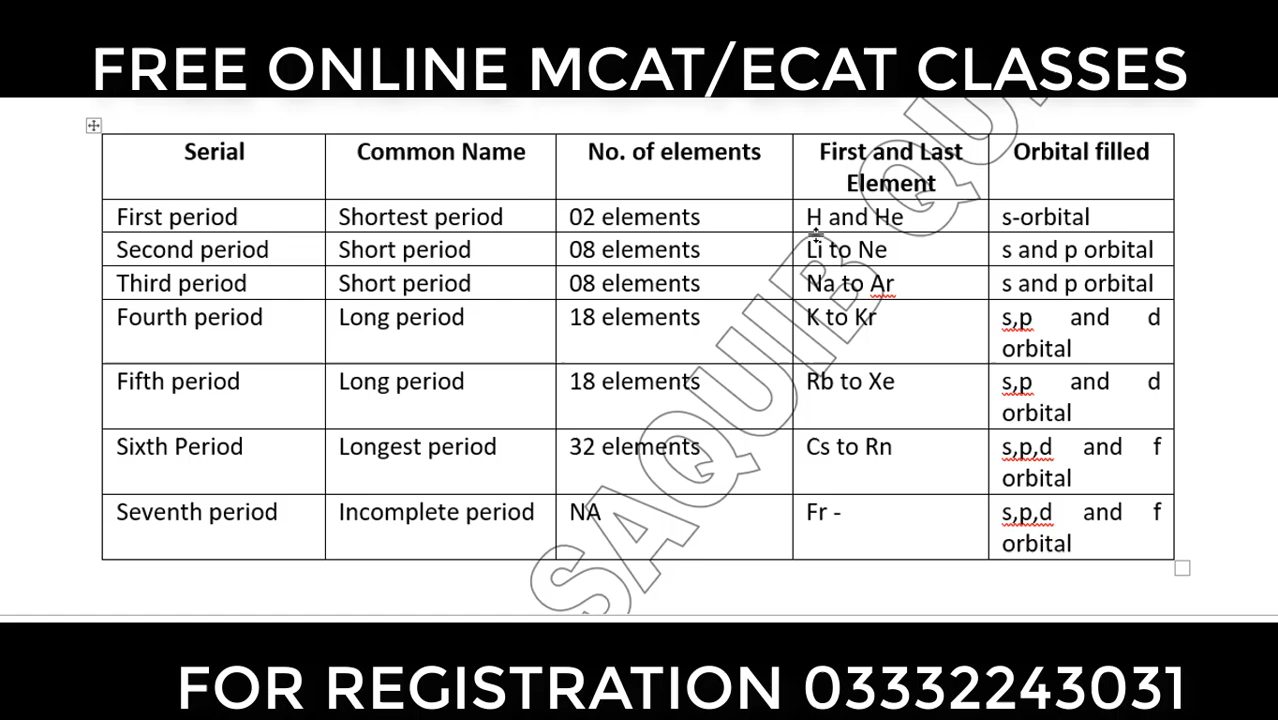 FREE ONLINE MCAT/ECAT CLASSES
Serial Common Name No. of elements First and Last Element Orbital filled
First period Shortest period 02 elements H and He s-orbital
Second period Short period 08 elements Li to Ne s and p orbital
Third period Short period 08 elements Na to Ar s and p orbital
Fourth period Long period 18 elements K to Kr s,p and d orbital
Fifth period Long period 18 elements Rb to Xe s,p and d orbital
Sixth Period Longest period 32 elements Cs to Rn s,p,d and f orbital
Seventh period Incomplete period NA Fr - s,p,d and f orbital
SAQUIB QU
FOR REGISTRATION 03332243031